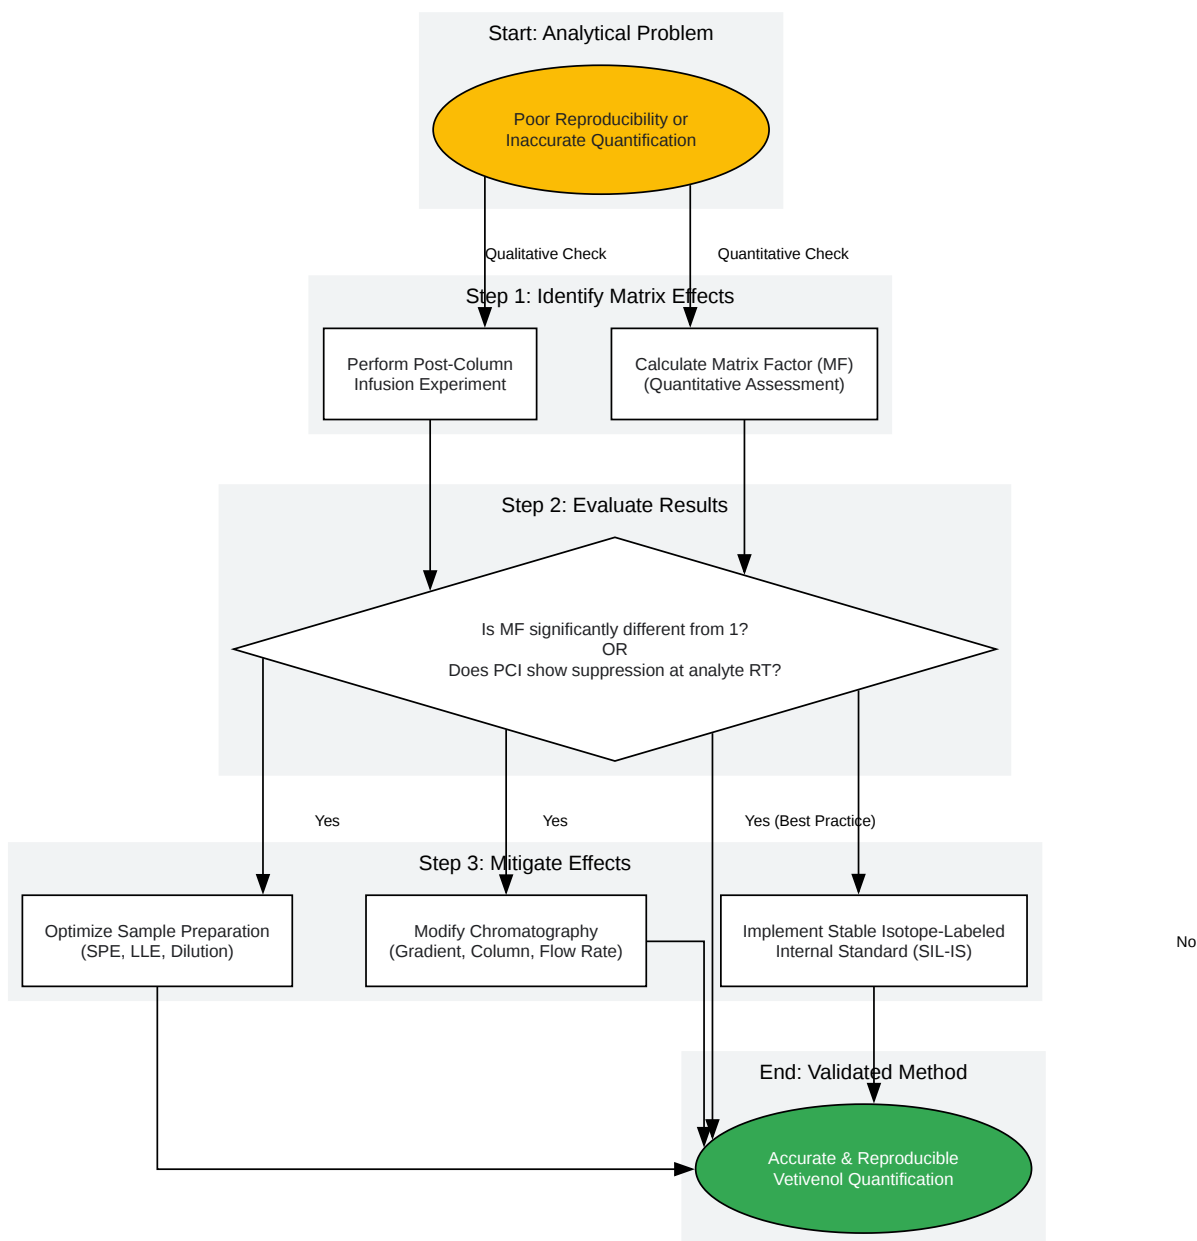 Start: Analytical Problem
Poor Reproducibility or
Inaccurate Quantification
Qualitative Check
Quantitative Check
Step 1: Identify Matrix Effects
Perform Post-Column
Infusion Experiment
Calculate Matrix Factor (MF)
(Quantitative Assessment)
Step 2: Evaluate Results
Is MF significantly different from 1?
OR
Does PCI show suppression at analyte RT?
Yes
Yes
Yes (Best Practice)
Step 3: Mitigate Effects
Optimize Sample Preparation
(SPE, LLE, Dilution)
Modify Chromatography
(Gradient, Column, Flow Rate)
Implement Stable Isotope-Labeled
Internal Standard (SIL-IS)
No
End: Validated Method
Accurate & Reproducible
Vetivenol Quantification